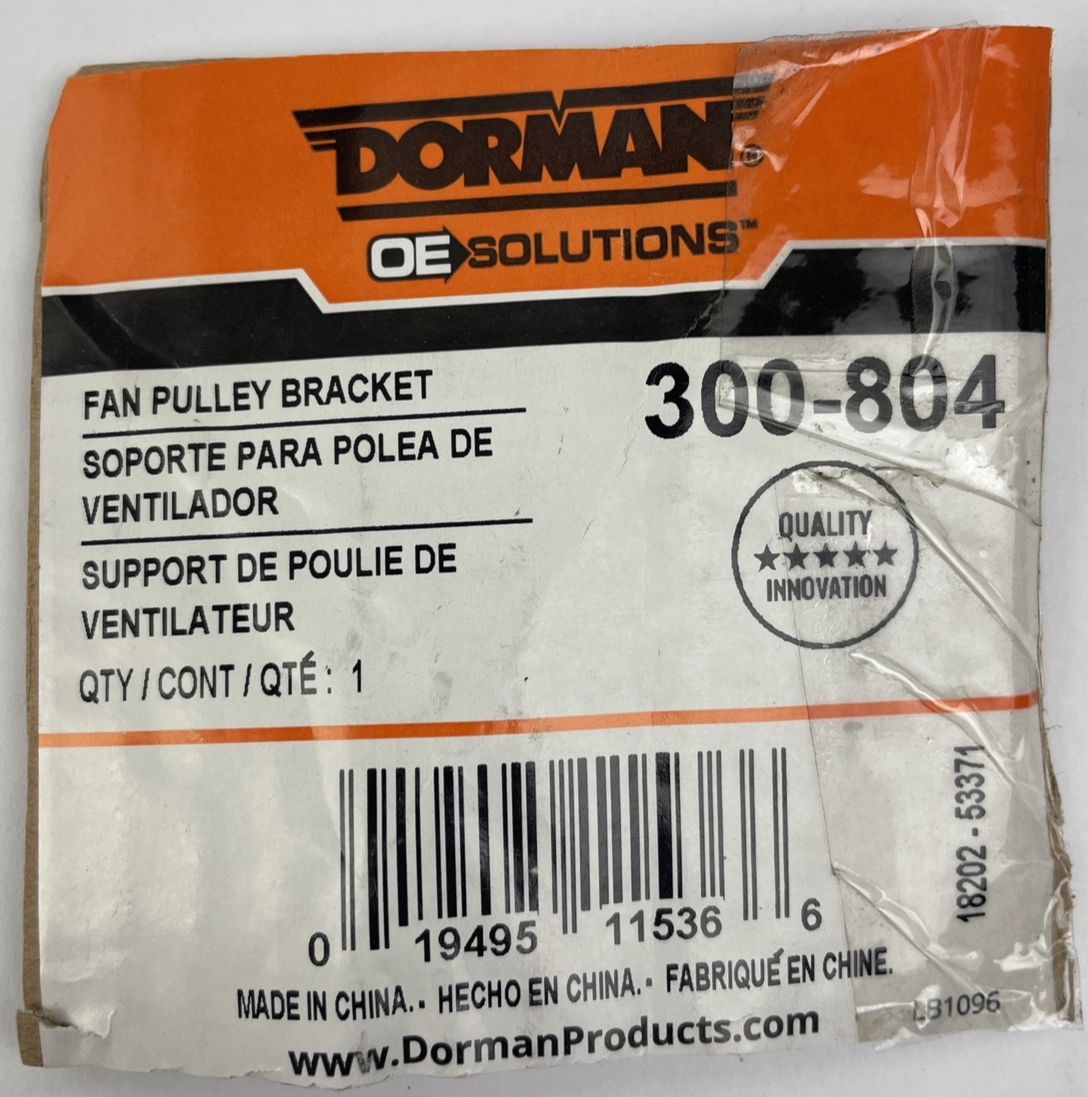 DORMAN®
OE SOLUTIONS™
FAN PULLEY BRACKET
300-804
SOPORTE PARA POLEA DE
VENTILADOR
SUPPORT DE POULIE DE
VENTILATEUR
QTY / CONT / QTÉ : 1
QUALITY
★★★★★
INNOVATION
18202 - 53371
0 19495 11536 6
MADE IN CHINA. • HECHO EN CHINA. • FABRIQUÉ EN CHINE.
LB1096
www.DormanProducts.com